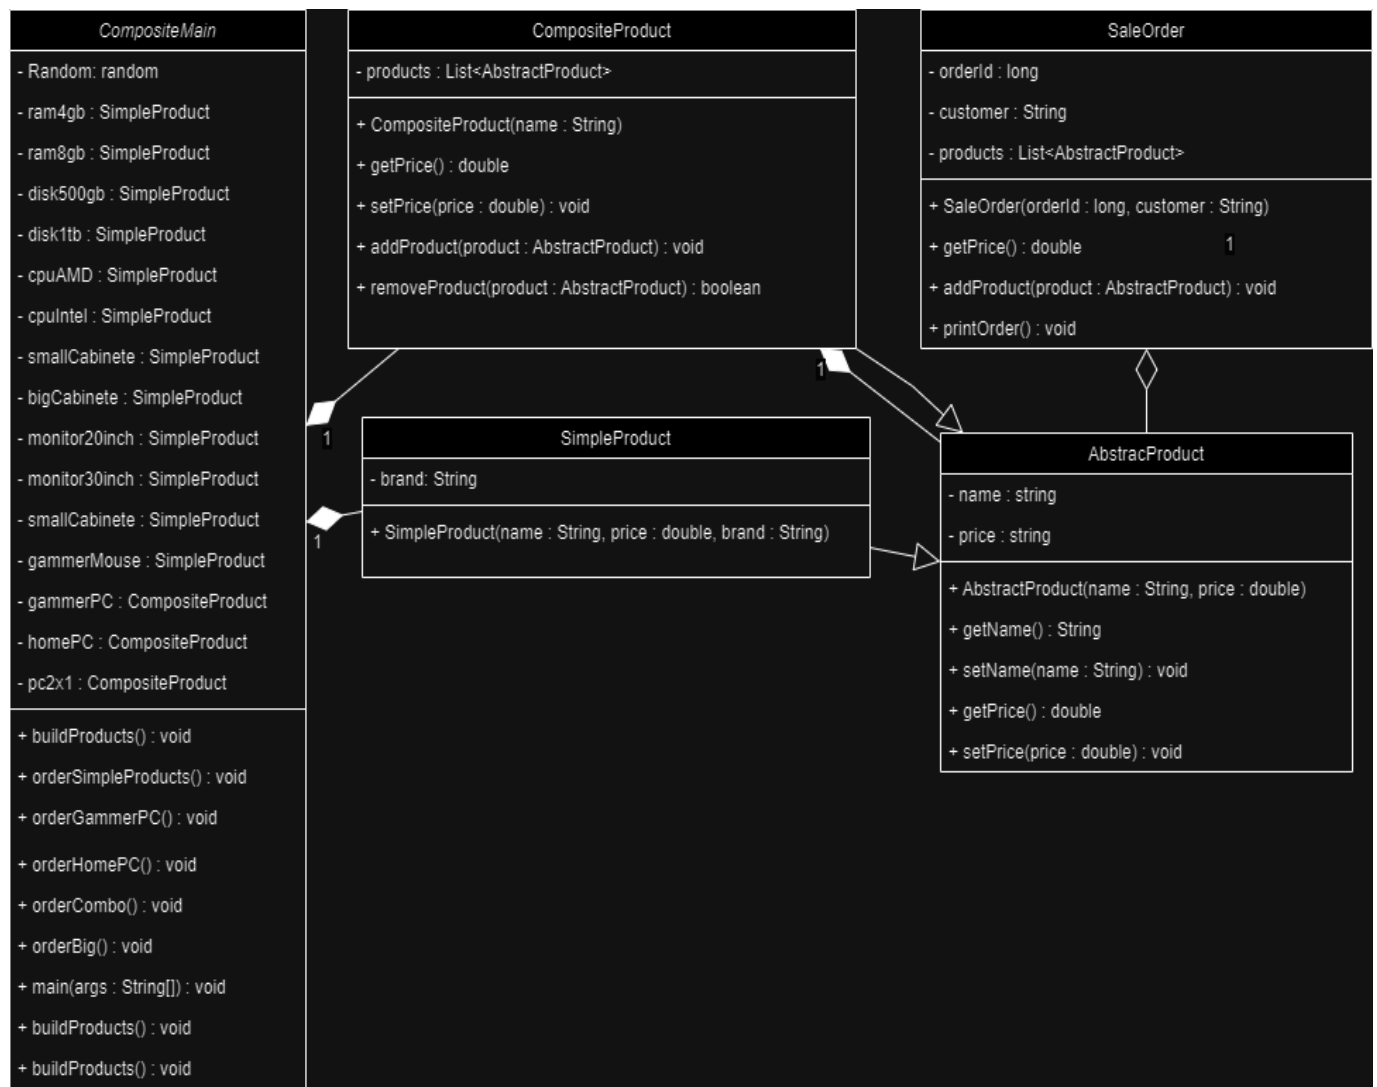 CompositeMain
- Random: random
- ram4gb : SimpleProduct
- ram8gb : SimpleProduct
- disk500gb : SimpleProduct
- disk1tb : SimpleProduct
- cpuAMD : SimpleProduct
- cpuIntel : SimpleProduct
- smallCabinete : SimpleProduct
- bigCabinete : SimpleProduct
- monitor20inch : SimpleProduct
- monitor30inch : SimpleProduct
- smallCabinete : SimpleProduct
- gammerMouse : SimpleProduct
- gammerPC : CompositeProduct
- homePC : CompositeProduct
- pc2x1 : CompositeProduct
+ buildProducts() : void
+ orderSimpleProducts() : void
+ orderGammerPC() : void
+ orderHomePC() : void
+ orderCombo() : void
+ orderBig() : void
+ main(args : String[]) : void
+ buildProducts() : void
+ buildProducts() : void
CompositeProduct
- products : List<AbstractProduct>
+ CompositeProduct(name : String)
+ getPrice() : double
+ setPrice(price : double) : void
+ addProduct(product : AbstractProduct) : void
+ removeProduct(product : AbstractProduct) : boolean
1
1
1
SimpleProduct
- brand: String
+ SimpleProduct(name : String, price : double, brand : String)
SaleOrder
- orderId : long
- customer : String
- products : List<AbstractProduct>
+ SaleOrder(orderId : long, customer : String)
+ getPrice() : double
1
+ addProduct(product : AbstractProduct) : void
+ printOrder() : void
AbstracProduct
- name : string
- price : string
+ AbstractProduct(name : String, price : double)
+ getName() : String
+ setName(name : String) : void
+ getPrice() : double
+ setPrice(price : double) : void